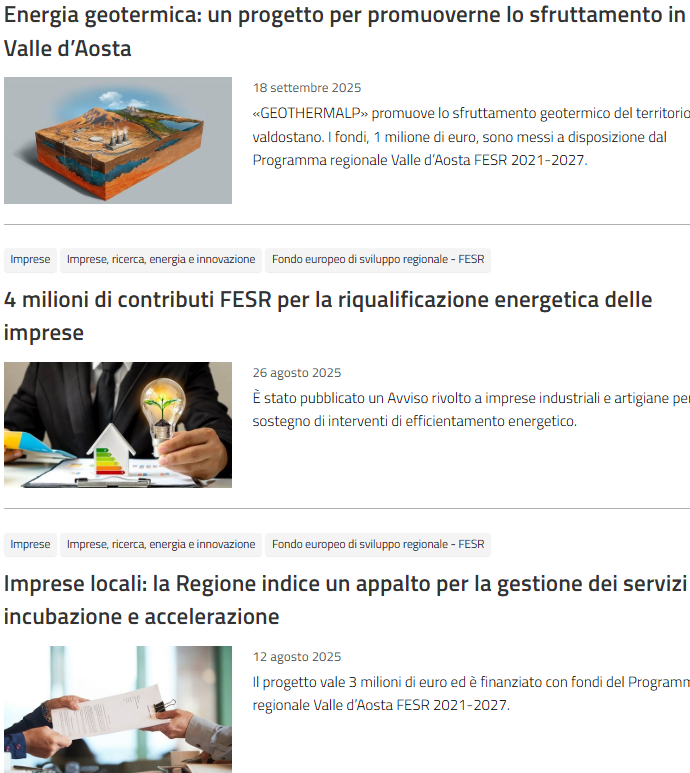 Energia geotermica: un progetto per promuoverne lo sfruttamento in
Valle d’Aosta
18 settembre 2025
«GEOTHERMALP» promuove lo sfruttamento geotermico del territorio
valdostano. I fondi, 1 milione di euro, sono messi a disposizione dal
Programma regionale Valle d’Aosta FESR 2021-2027.
Imprese Imprese, ricerca, energia e innovazione Fondo europeo di sviluppo regionale - FESR
4 milioni di contributi FESR per la riqualificazione energetica delle
imprese
26 agosto 2025
È stato pubblicato un Avviso rivolto a imprese industriali e artigiane per
sostegno di interventi di efficientamento energetico.
Imprese Imprese, ricerca, energia e innovazione Fondo europeo di sviluppo regionale - FESR
Imprese locali: la Regione indice un appalto per la gestione dei servizi
incubazione e accelerazione
12 agosto 2025
Il progetto vale 3 milioni di euro ed è finanziato con fondi del Programm
regionale Valle d’Aosta FESR 2021-2027.